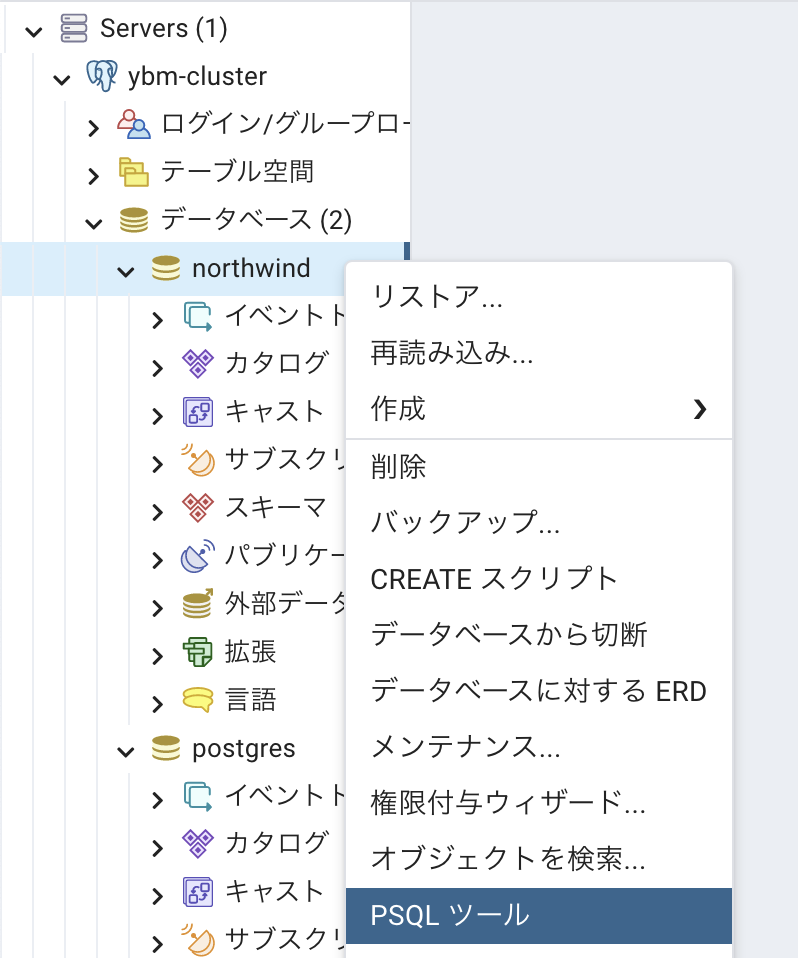 Servers (1)
ybm-cluster
ログイン/グループロー
テーブル空間
データベース (2)
northwind
イベントト
カタログ
キャスト
サブスクリ
スキーマ
パブリケー
外部データ
拡張
言語
postgres
イベントト
カタログ
キャスト
サブスクリ
リストア...
再読み込み...
作成
削除
バックアップ...
CREATE スクリプト
データベースから切断
データベースに対する ERD
メンテナンス...
権限付与ウィザード...
オブジェクトを検索...
PSQL ツール